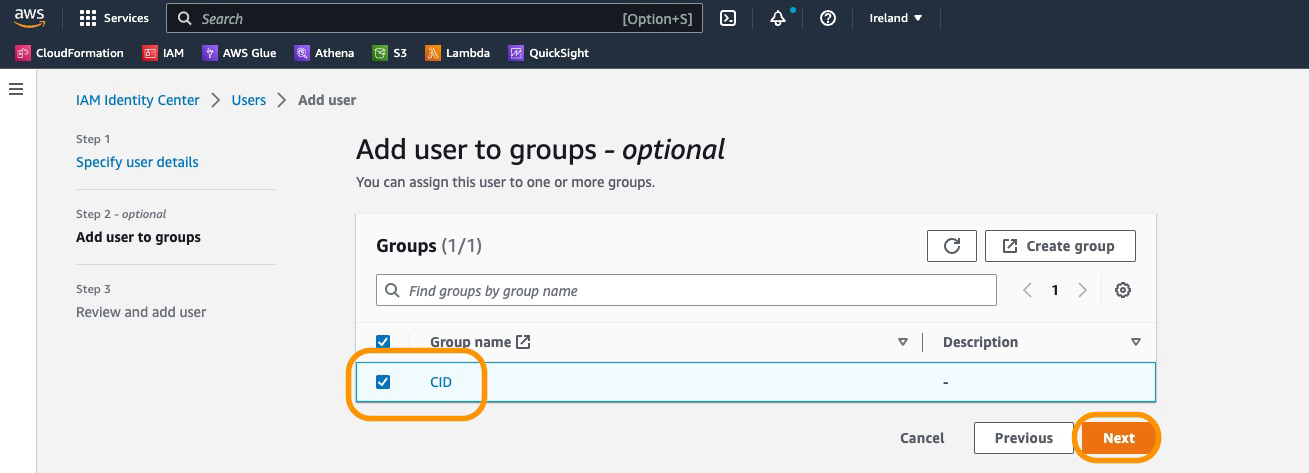 aws Services Search [Option+S] Ireland
CloudFormation IAM AWS Glue Athena S3 Lambda QuickSight
IAM Identity Center Users Add user
Step 1
Specify user details
Step 2 - optional
Add user to groups
Step 3
Review and add user
Add user to groups - optional
You can assign this user to one or more groups.
Groups (1/1) Create group
Find groups by group name 1
Group name Description
CID -
Cancel Previous Next